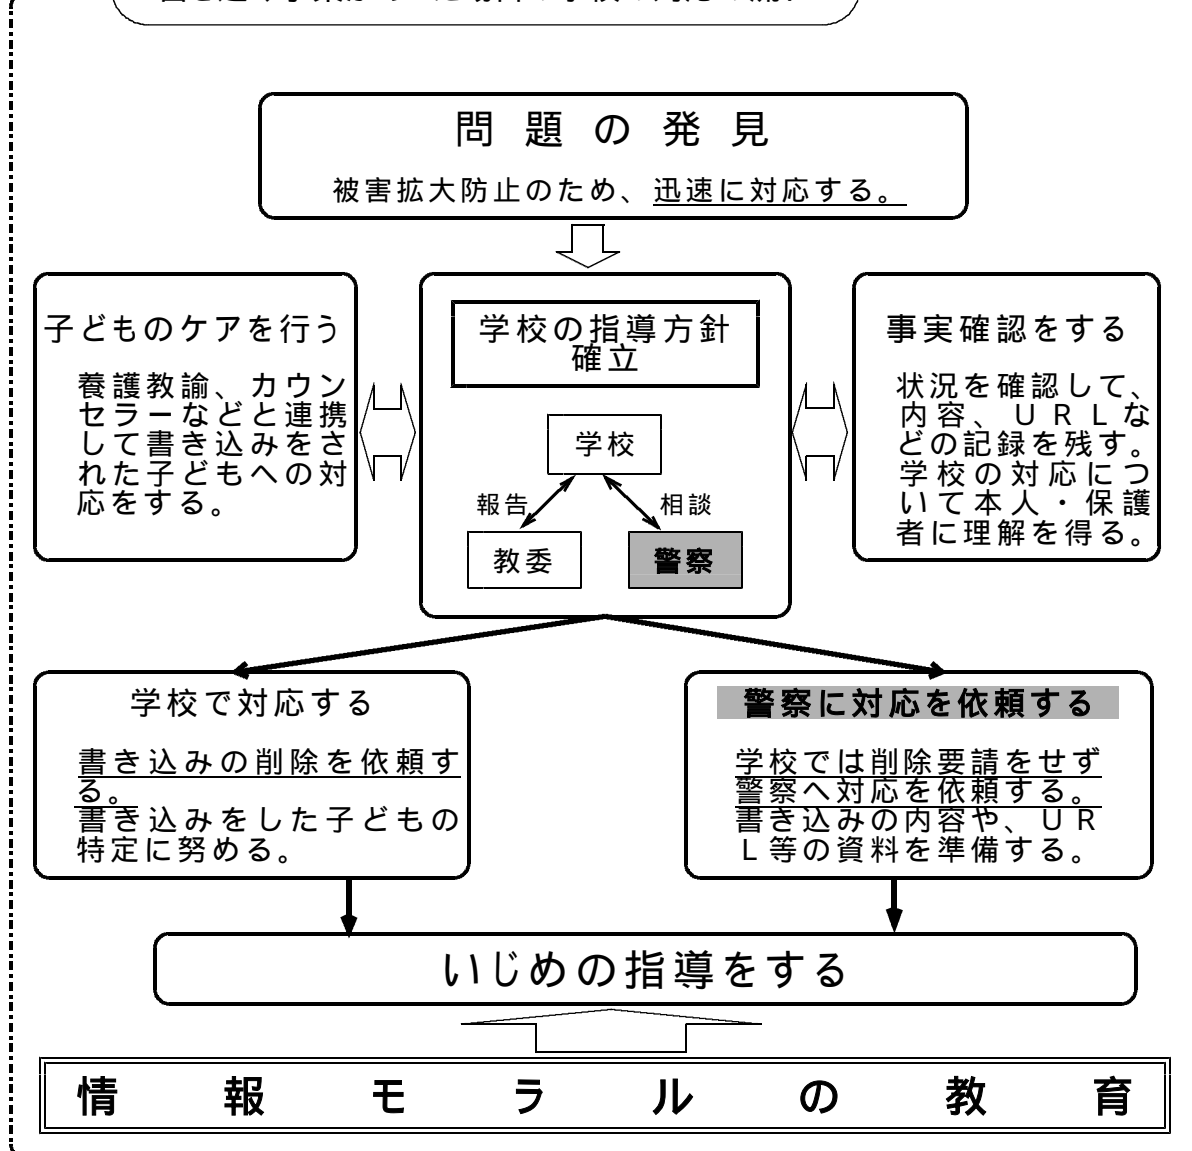 問題の発見
被害拡大防止のため、迅速に対応する。
子どものケアを行う
養護教諭、カウン
セラーなどと連携
して書き込みをさ
れた子どもへの対
応をする。
学校の指導方針
確立
学校
報告
相談
教委
警察
事実確認をする
状況を確認して、
内容、URLな
どの記録を残す。
学校の対応につ
いて本人・保護
者に理解を得る。
学校で対応する
書き込みの削除を依頼す
る。
書き込みをした子どもの
特定に努める。
警察に対応を依頼する
学校では削除要請をせず
警察へ対応を依頼する。
書き込みの内容や、UR
L等の資料を準備する。
いじめの指導をする
情報モラルの教育